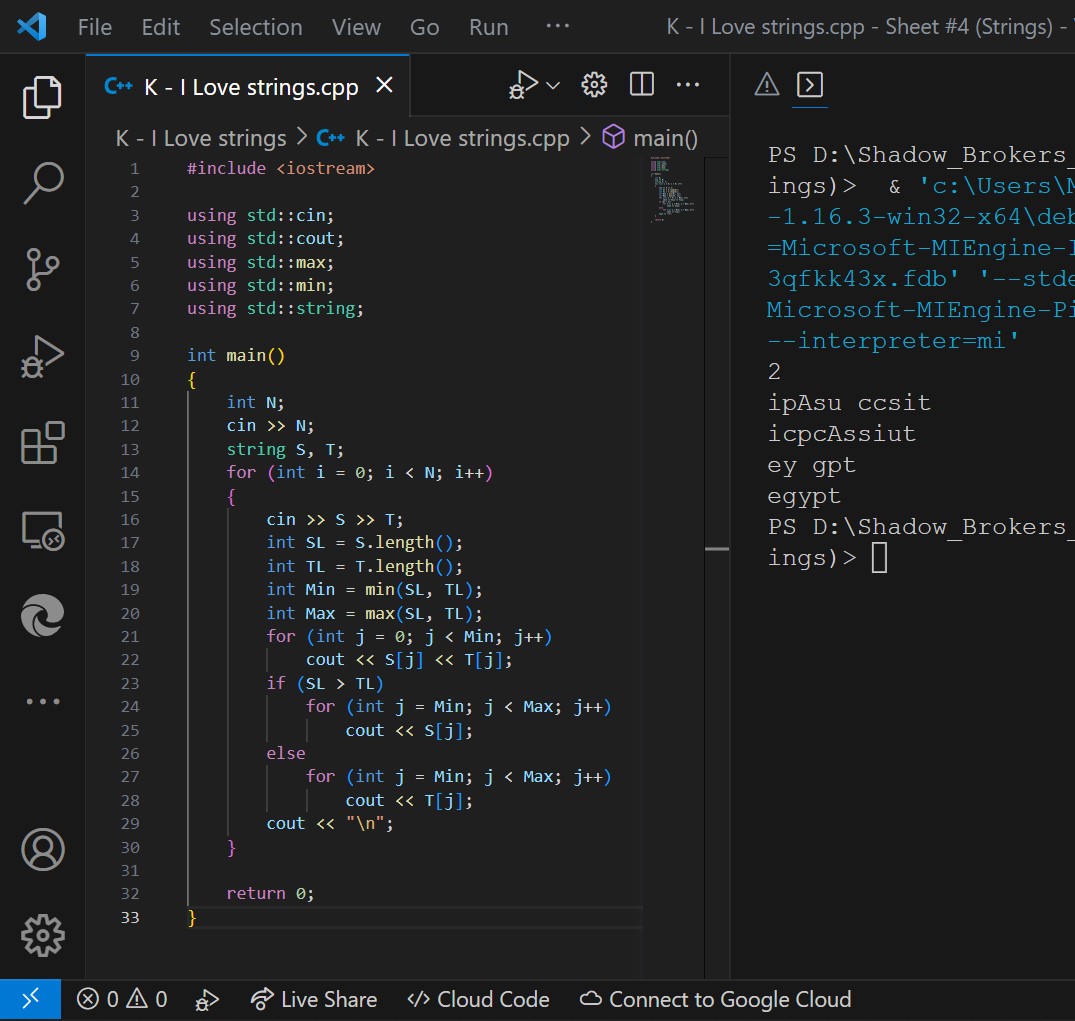 File Edit Selection View Go Run ··· K - I Love strings.cpp - Sheet #4 (Strings) -
C++ K - I Love strings.cpp
K - I Love strings > C++ K - I Love strings.cpp > main()
1 #include <iostream>
2
3 using std::cin;
4 using std::cout;
5 using std::max;
6 using std::min;
7 using std::string;
8
9 int main()
10 {
11 int N;
12 cin >> N;
13 string S, T;
14 for (int i = 0; i < N; i++)
15 {
16 cin >> S >> T;
17 int SL = S.length();
18 int TL = T.length();
19 int Min = min(SL, TL);
20 int Max = max(SL, TL);
21 for (int j = 0; j < Min; j++)
22 cout << S[j] << T[j];
23 if (SL > TL)
24 for (int j = Min; j < Max; j++)
25 cout << S[j];
26 else
27 for (int j = Min; j < Max; j++)
28 cout << T[j];
29 cout << "\n";
30 }
31
32 return 0;
33 }
PS D:\Shadow_Brokers_
ings)> & 'c:\Users\M
-1.16.3-win32-x64\deb
=Microsoft-MIEngine-I
3qfkk43x.fdb' '--stde
Microsoft-MIEngine-Pi
--interpreter=mi'
2
ipAsu ccsit
icpcAssiut
ey gpt
egypt
PS D:\Shadow_Brokers_
ings)>
0 0 Live Share Cloud Code Connect to Google Cloud